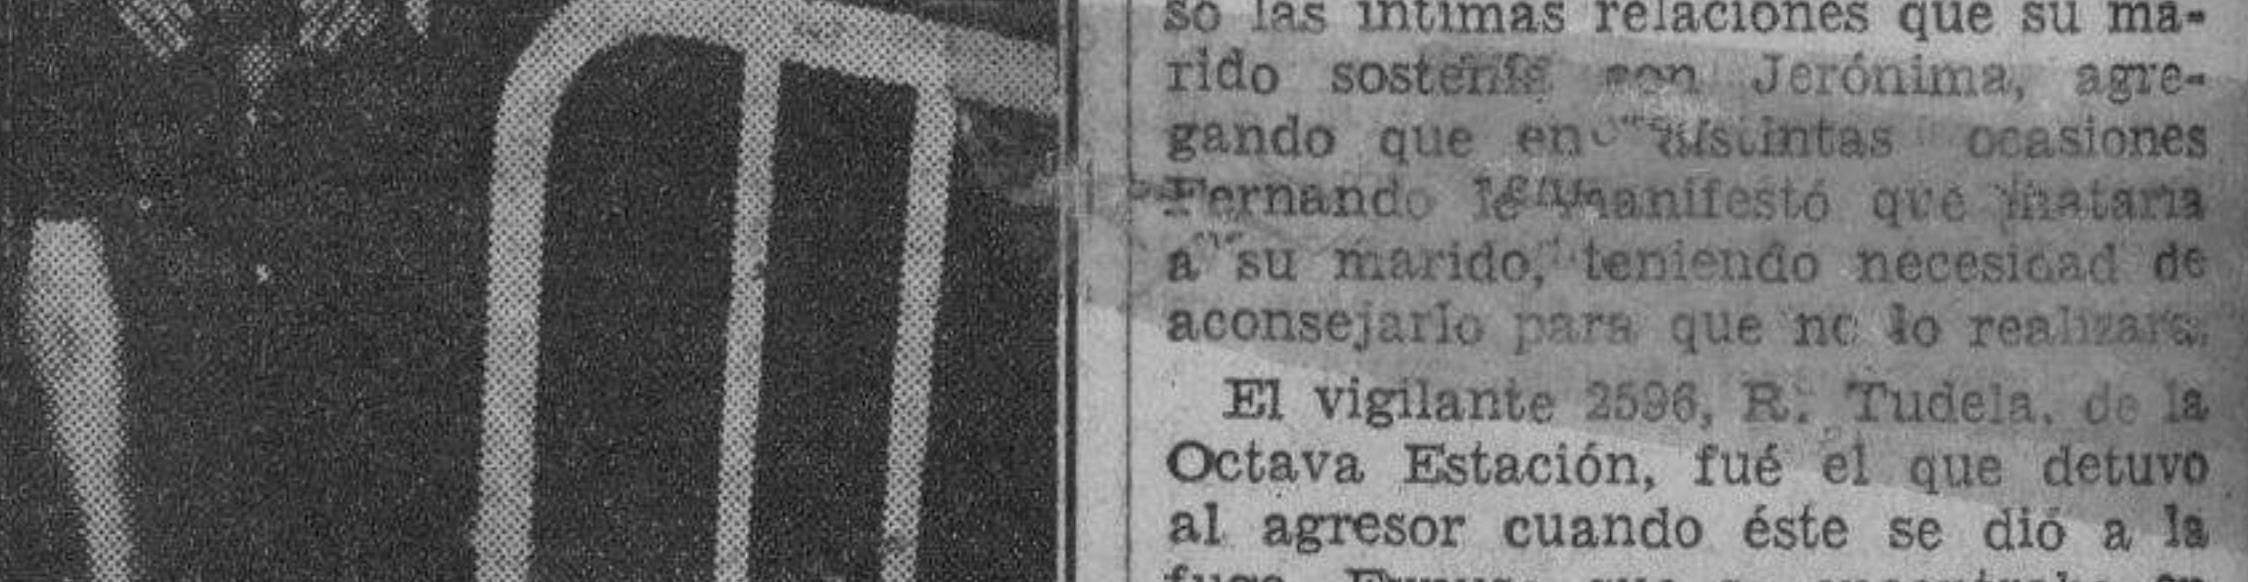 so las íntimas relaciones que su ma-
rido sostenía con Jerónima, agre-
gando que en distintas ocasiones
Fernando le manifestó que mataría
a su marido, teniendo necesidad de
aconsejarlo para que no lo realizara.
El vigilante 2596, R. Tudela, de la
Octava Estación, fué el que detuvo
al agresor cuando éste se dió a la